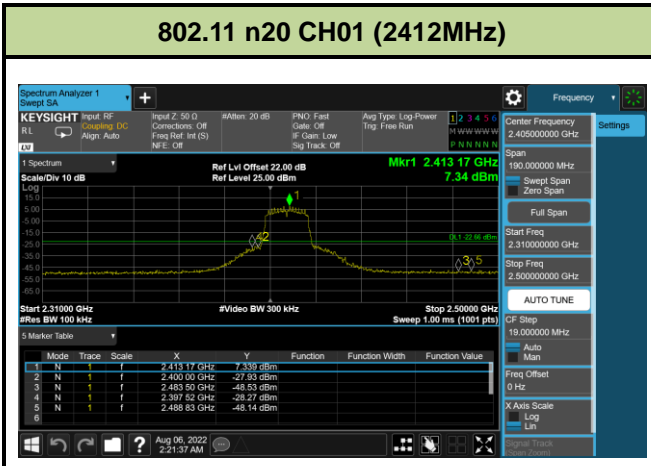 802.11 n20 CH01 (2412MHz)
Spectrum Analyzer 1
Swept SA
+
Frequency
KEYSIGHT
RL
LXI
Input: RF
Coupling: DC
Align: Auto
Input Z: 50 Ω
Corrections: Off
Freq Ref: Int (S)
NFE: Off
#Atten: 20 dB
PNO: Fast
Gate: Off
IF Gain: Low
Sig Track: Off
Avg Type: Log-Power
Trig: Free Run
1 2 3 4 5 6
M W W W W W
P N N N N N
Settings
Center Frequency
2.405000000 GHz
Span
190.000000 MHz
Swept Span
Zero Span
Full Span
Start Freq
2.310000000 GHz
Stop Freq
2.500000000 GHz
AUTO TUNE
CF Step
19.000000 MHz
Auto
Man
Freq Offset
0 Hz
X Axis Scale
Log
Lin
Signal Track
(Span Zoom)
1 Spectrum
Scale/Div 10 dB
Ref Lvl Offset 22.00 dB
Ref Level 25.00 dBm
Mkr1 2.413 17 GHz
7.34 dBm
Log
15.0
5.00
-5.00
-15.0
-25.0
-35.0
-45.0
-55.0
-65.0
1
42
35
DL1 -22.66 dBm
Start 2.31000 GHz
#Res BW 100 kHz
#Video BW 300 kHz
Stop 2.50000 GHz
Sweep 1.00 ms (1001 pts)
5 Marker Table
Mode Trace Scale X Y Function Function Width Function Value
1 N 1 f 2.413 17 GHz 7.339 dBm
2 N 1 f 2.400 00 GHz -27.93 dBm
3 N 1 f 2.483 50 GHz -48.53 dBm
4 N 1 f 2.397 52 GHz -28.27 dBm
5 N 1 f 2.488 83 GHz -48.14 dBm
6
?
Aug 06, 2022
2:21:37 AM